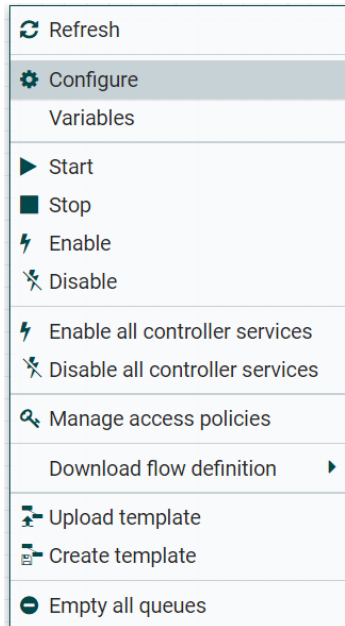 Refresh
Configure
Variables
Start
Stop
Enable
Disable
Enable all controller services
Disable all controller services
Manage access policies
Download flow definition
Upload template
Create template
Empty all queues